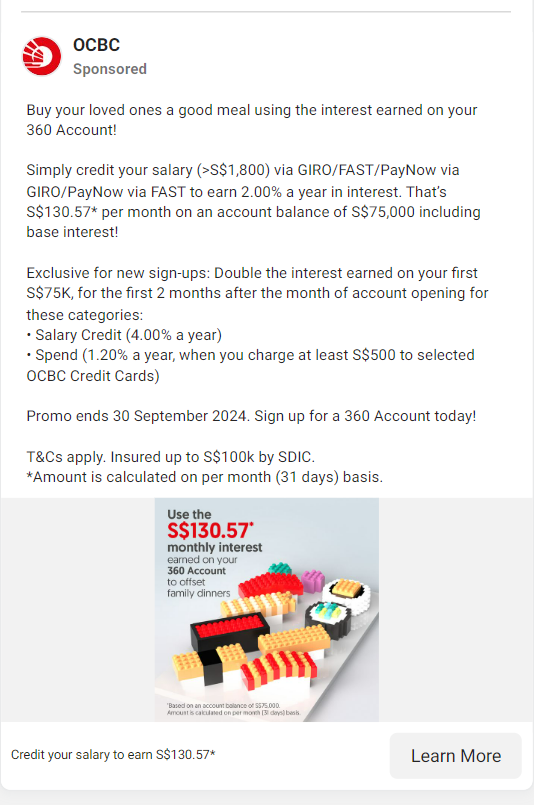 OCBC
Sponsored
Buy your loved ones a good meal using the interest earned on your
360 Account!
Simply credit your salary (>S$1,800) via GIRO/FAST/PayNow via
GIRO/PayNow via FAST to earn 2.00% a year in interest. That's
S$130.57* per month on an account balance of S$75,000 including
base interest!
Exclusive for new sign-ups: Double the interest earned on your first
S$75K, for the first 2 months after the month of account opening for
these categories:
• Salary Credit (4.00% a year)
• Spend (1.20% a year, when you charge at least S$500 to selected
OCBC Credit Cards)
Promo ends 30 September 2024. Sign up for a 360 Account today!
T&Cs apply. Insured up to S$100k by SDIC.
*Amount is calculated on per month (31 days) basis.
Use the
S$130.57*
monthly interest
earned on your
360 Account
to offset
family dinners
*Based on an account balance of S$75,000.
Amount is calculated on per month (31 days) basis.
Credit your salary to earn S$130.57*
Learn More